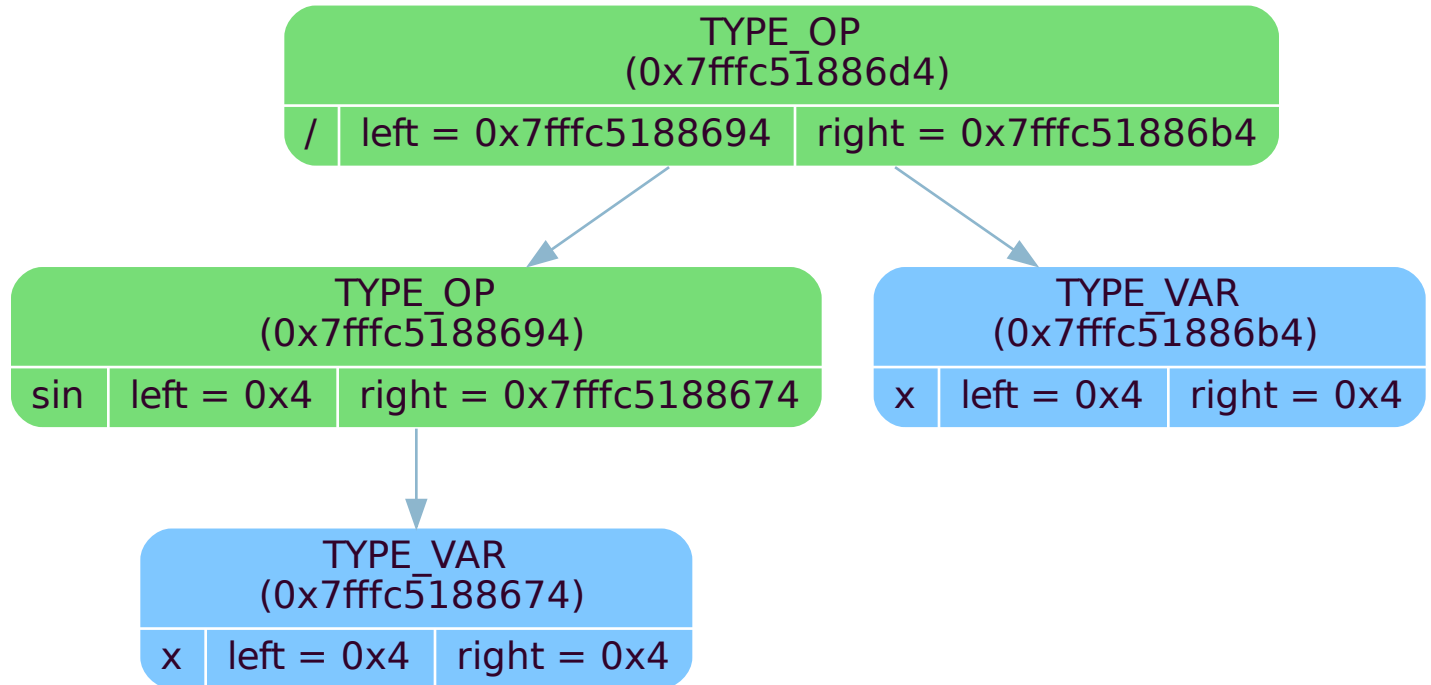 TYPE_OP
(0x7fffc51886d4)
/ left = 0x7fffc5188694 right = 0x7fffc51886b4
TYPE_OP
(0x7fffc5188694)
sin left = 0x4 right = 0x7fffc5188674
TYPE_VAR
(0x7fffc51886b4)
x left = 0x4 right = 0x4
TYPE_VAR
(0x7fffc5188674)
x left = 0x4 right = 0x4